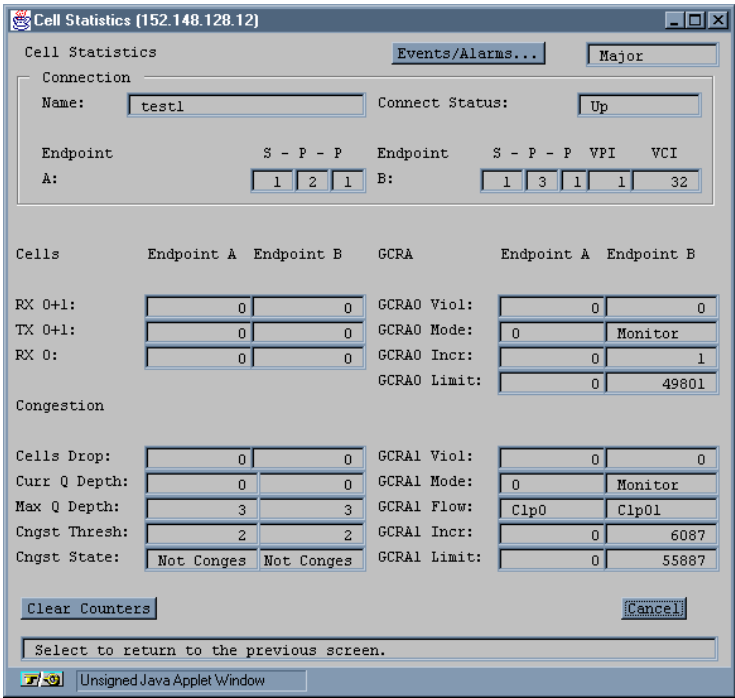 Cell Statistics (152.148.128.12)
Cell Statistics Events/Alarms... Major
Connection
Name: test1 Connect Status: Up
Endpoint S - P - P Endpoint S - P - P VPI VCI
A: 1 2 1 B: 1 3 1 1 32
Cells Endpoint A Endpoint B GCRA Endpoint A Endpoint B
RX 0+1: 0 0 GCRA0 Viol: 0 0
TX 0+1: 0 0 GCRA0 Mode: 0 Monitor
RX 0: 0 0 GCRA0 Incr: 0 1
GCRA0 Limit: 0 49801
Congestion
Cells Drop: 0 0 GCRA1 Viol: 0 0
Curr Q Depth: 0 0 GCRA1 Mode: 0 Monitor
Max Q Depth: 3 3 GCRA1 Flow: Clp0 Clp01
Cngst Thresh: 2 2 GCRA1 Incr: 0 6087
Cngst State: Not Conges Not Conges GCRA1 Limit: 0 55887
Clear Counters Cancel
Select to return to the previous screen.
Unsigned Java Applet Window